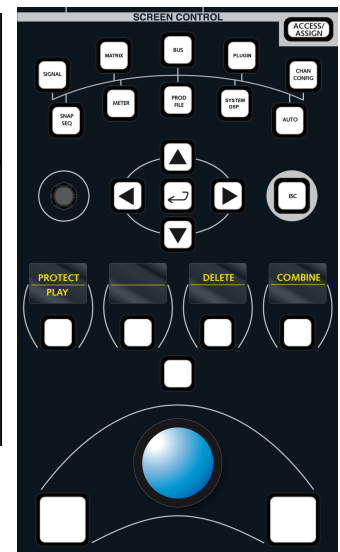 SCREEN CONTROL
ACCESS/
ASSIGN
BUS
MATRIX
PLUGIN
SIGNAL
CHAN
CONFIG
METER
PROD
FILE
SYSTEM
DSP
SNAP
SEQ
AUTO
ESC
PROTECT
DELETE
COMBINE
PLAY